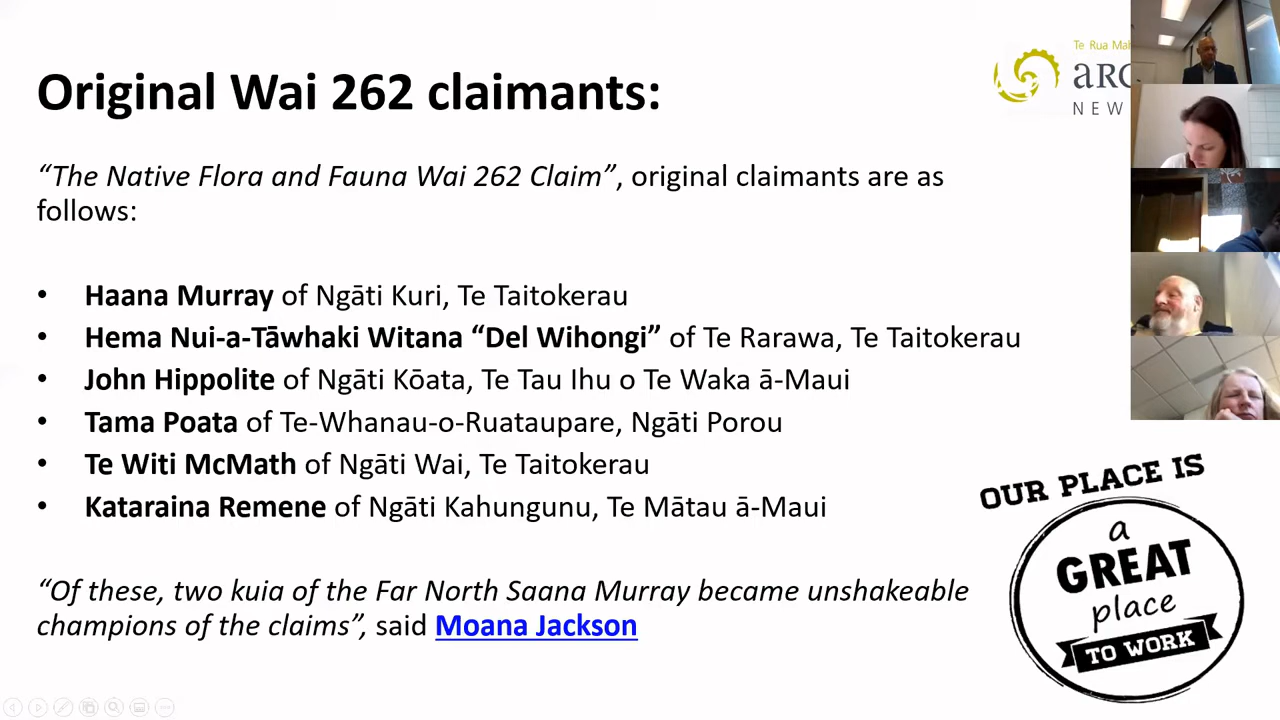 Original Wai 262 claimants:
Te Rua
NEW
“The Native Flora and Fauna Wai 262 Claim”, original claimants are as
follows:
• Haana Murray of Ngāti Kuri, Te Taitokerau
• Hema Nui-a-Tāwhaki Witana “Del Wihongi” of Te Rarawa, Te Taitokerau
• John Hippolite of Ngāti Kōata, Te Tau Ihu o Te Waka ā-Maui
• Tama Poata of Te-Whanau-o-Ruataupare, Ngāti Porou
• Te Witi McMath of Ngāti Wai, Te Taitokerau
• Kataraina Remene of Ngāti Kahungunu, Te Mātau ā-Maui
“Of these, two kuia of the Far North Saana Murray became unshakeable
champions of the claims”, said Moana Jackson
OUR PLACE IS
a
GREAT
place
TO WORK